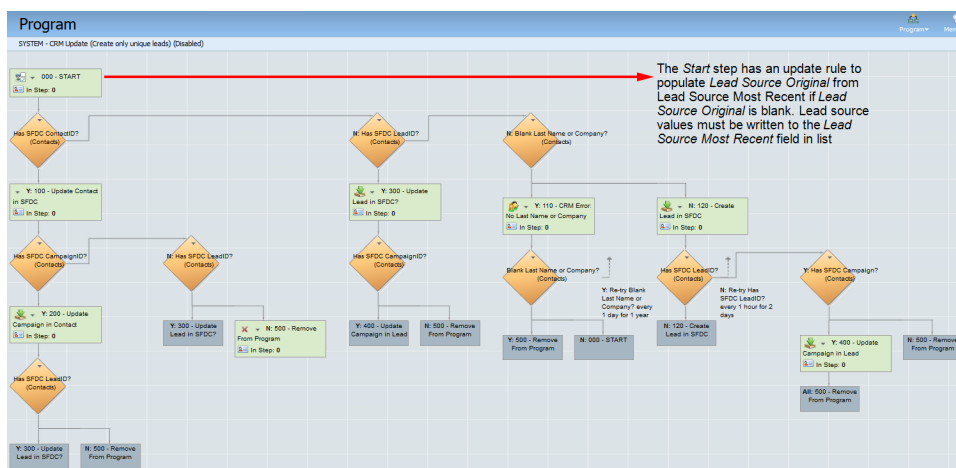 Program
Program▾
SYSTEM - CRM Update (Create only unique leads) (Disabled)
000 - START
In Step: 0
The Start step has an update rule to
populate Lead Source Original from
Lead Source Most Recent if Lead
Source Original is blank. Lead source
values must be written to the Lead
Source Most Recent field in list
Has SFDC ContactID?
(Contacts)
N: Has SFDC LeadID?
(Contacts)
N: Blank Last Name or Company?
(Contacts)
Y: 100 - Update Contact
in SFDC
In Step: 0
Y: 300 - Update
Lead in SFDC?
In Step: 0
Y: 110 - CRM Error:
No Last Name or Company
In Step: 0
N: 120 - Create
Lead in SFDC
In Step: 0
Has SFDC CampaignID?
(Contacts)
N: Has SFDC LeadID?
(Contacts)
Has SFDC CampaignID?
(Contacts)
Blank Last Name or Company?
(Contacts)
Y: Re-try Blank
Last Name or
Company? every
1 day for 1 year
Has SFDC LeadID?
(Contacts)
N: Re-try Has
SFDC LeadID?
every 1 hour for 2
days
Y: Has SFDC Campaign?
(Contacts)
Y: 200 - Update
Campaign in Contact
In Step: 0
Y: 300 - Update
Lead in SFDC?
N: 500 - Remove
From Program
In Step: 0
Y: 400 - Update
Campaign in Lead
N: 500 - Remove
From Program
Y: 500 - Remove
From Program
N: 000 - START
N: 120 - Create
Lead in SFDC
Y: 400 - Update
Campaign in Lead
In Step: 0
N: 500 - Remove
From Program
Has SFDC LeadID?
(Contacts)
All: 500 - Remove
From Program
Y: 300 - Update
Lead in SFDC?
N: 500 - Remove
From Program